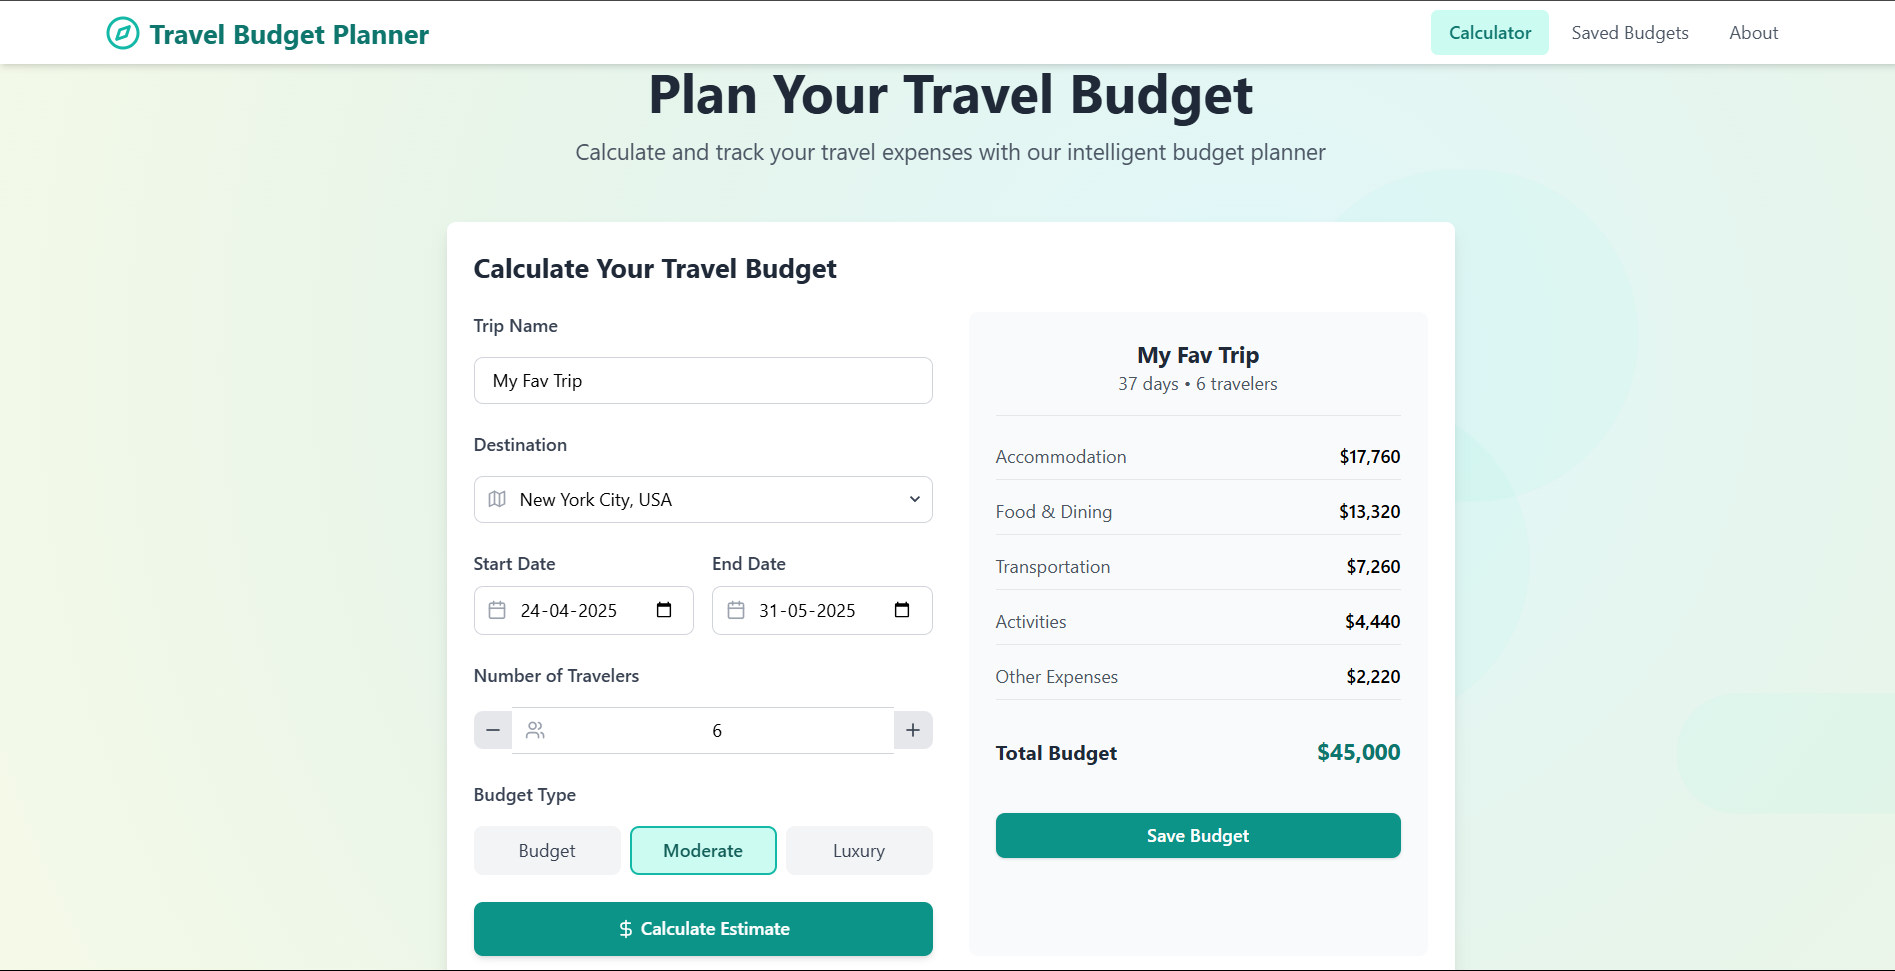 Travel Budget Planner
Calculator
Saved Budgets
About
Plan Your Travel Budget
Calculate and track your travel expenses with our intelligent budget planner
Calculate Your Travel Budget
Trip Name
My Fav Trip
Destination
New York City, USA
Start Date
End Date
24-04-2025
31-05-2025
Number of Travelers
6
Budget Type
Budget
Moderate
Luxury
$ Calculate Estimate
My Fav Trip
37 days • 6 travelers
Accommodation $17,760
Food & Dining $13,320
Transportation $7,260
Activities $4,440
Other Expenses $2,220
Total Budget $45,000
Save Budget